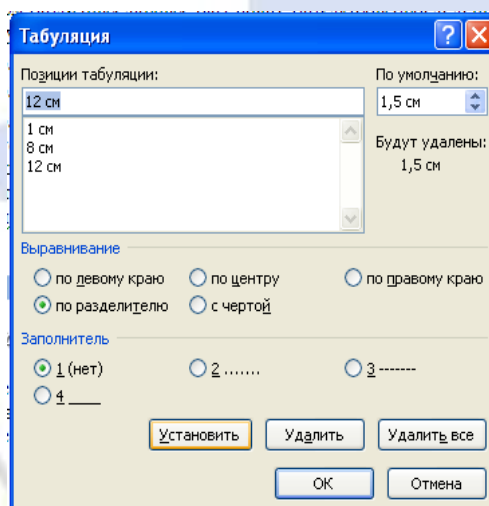 Табуляция
Позиции табуляции:
По умолчанию:
12 см
1,5 см
1 см
8 см
12 см
Будут удалены:
1,5 см
Выравнивание
по левому краю по центру по правому краю
по разделителю с чертой
Заполнитель
1 (нет) 2 ....... 3 -------
4 ____
Установить Удалить Удалить все
ОК Отмена